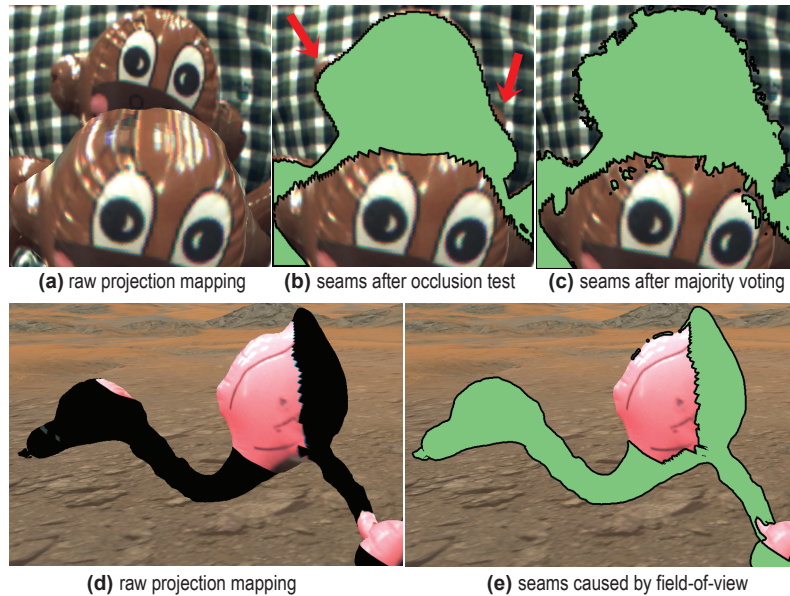 (a) raw projection mapping
(b) seams after occlusion test
(c) seams after majority voting
(d) raw projection mapping
(e) seams caused by field-of-view